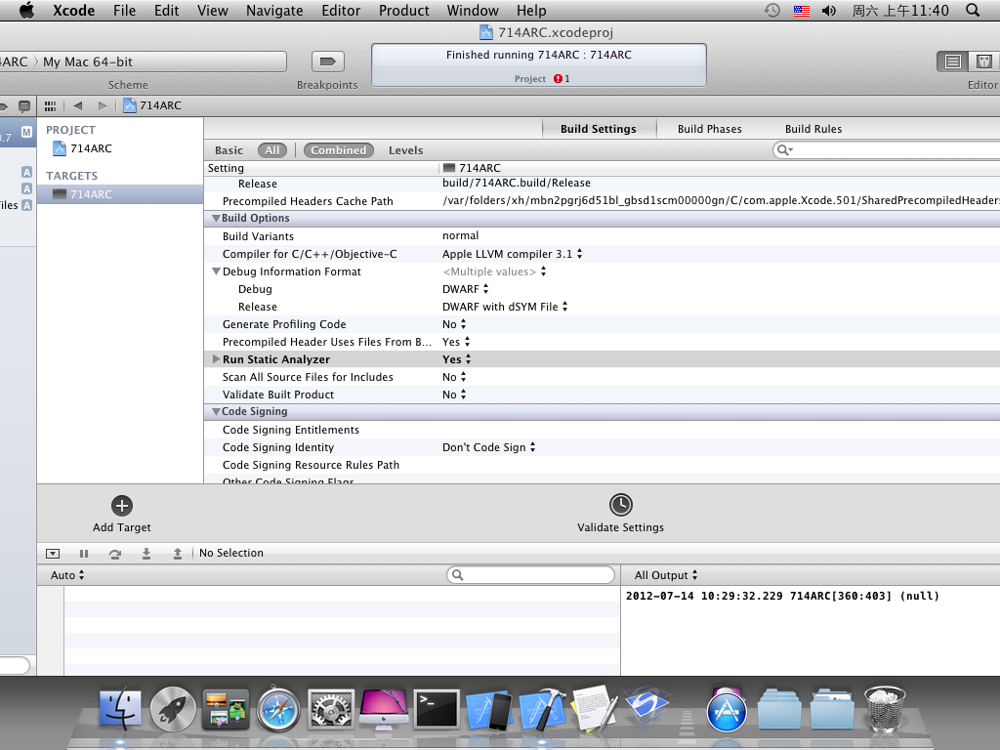 Xcode File Edit View Navigate Editor Product Window Help 周六 上午11:40
714ARC.xcodeproj
ARC 〉My Mac 64-bit
Finished running 714ARC : 714ARC
Project 1
Scheme Breakpoints Editor
714ARC
.7 M
PROJECT
714ARC
TARGETS
714ARC
A
A
Files A
Build Settings Build Phases Build Rules
Basic All Combined Levels
Setting 714ARC
Release build/714ARC.build/Release
Precompiled Headers Cache Path /var/folders/xh/mbn2pgrj6d51bl_gbsd1scm00000gn/C/com.apple.Xcode.501/SharedPrecompiledHeaders
Build Options
Build Variants normal
Compiler for C/C++/Objective-C Apple LLVM compiler 3.1
Debug Information Format <Multiple values>
Debug DWARF
Release DWARF with dSYM File
Generate Profiling Code No
Precompiled Header Uses Files From B... Yes
Run Static Analyzer Yes
Scan All Source Files for Includes No
Validate Built Product No
Code Signing
Code Signing Entitlements
Code Signing Identity Don't Code Sign
Code Signing Resource Rules Path
Other Code Signing Flags
Add Target Validate Settings
No Selection
Auto All Output
2012-07-14 10:29:32.229 714ARC[360:403] (null)